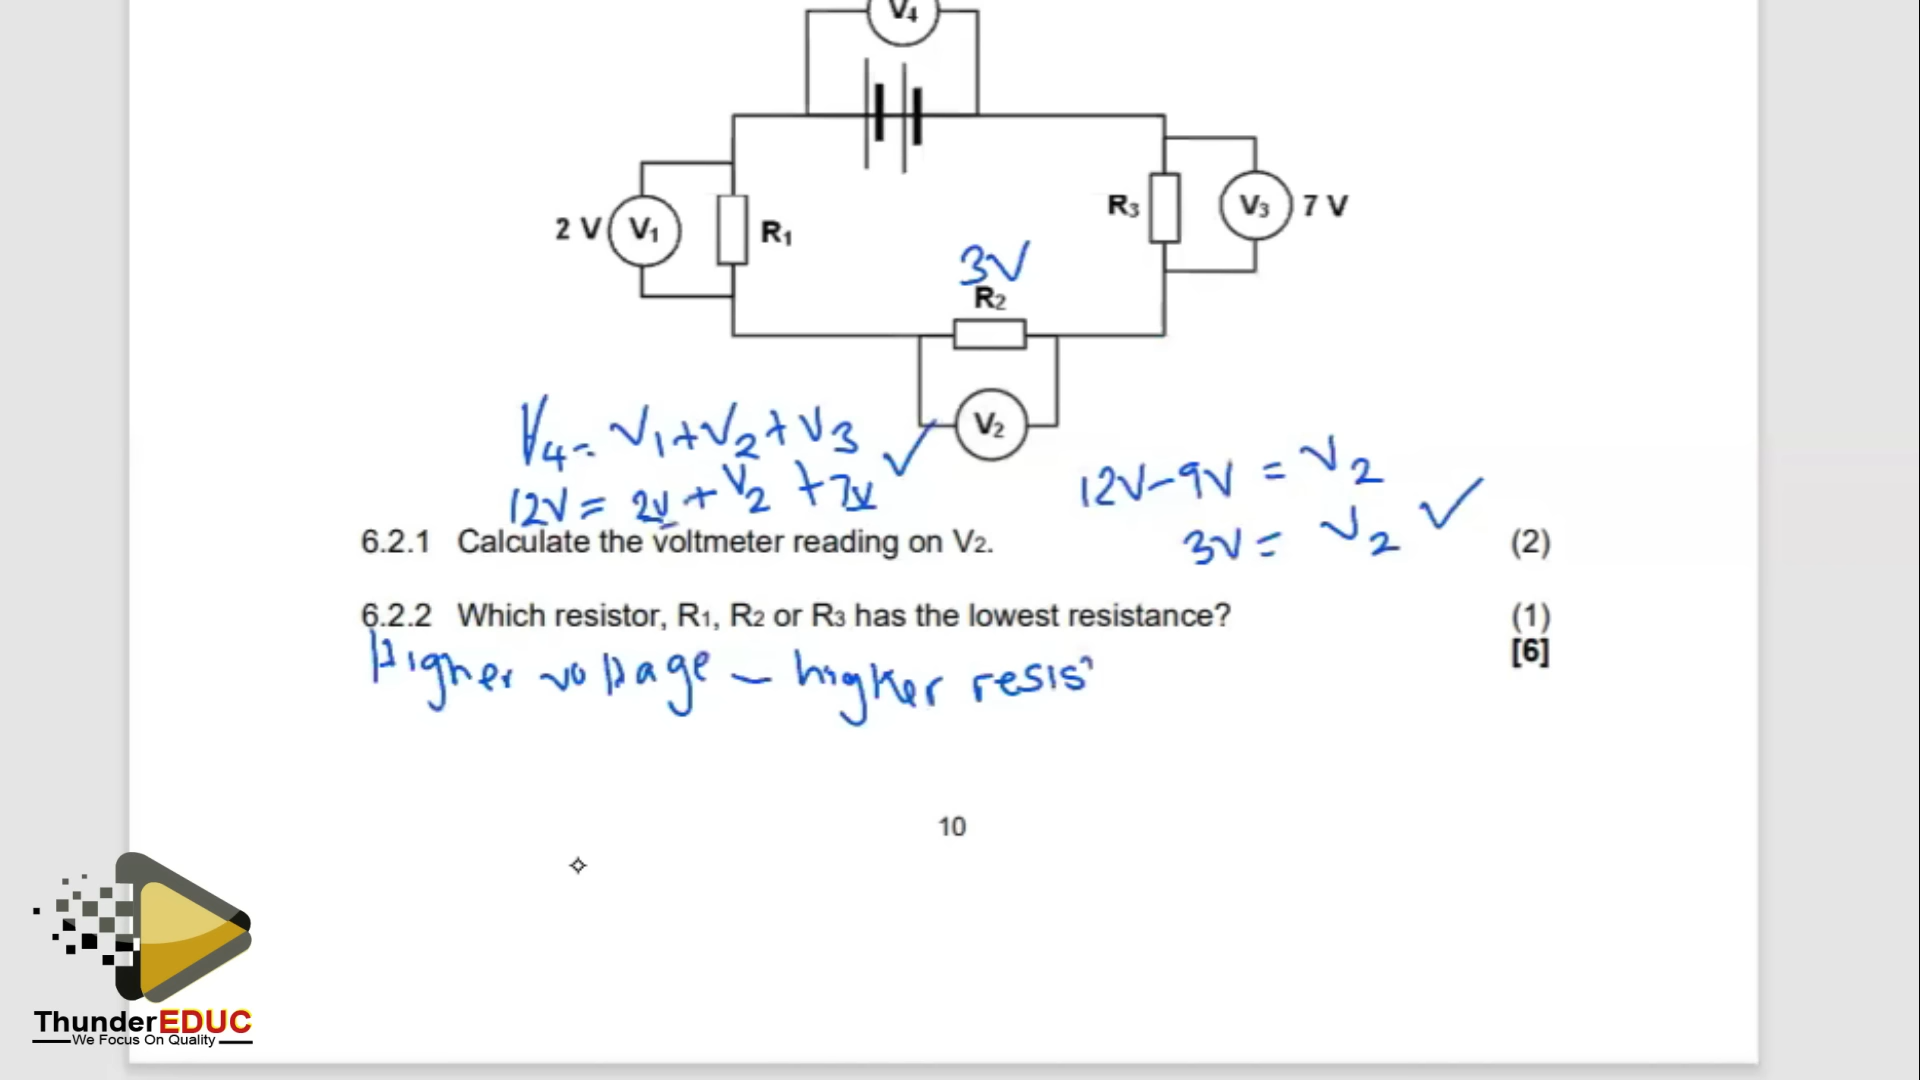 V4
2 V V1 R1
R3 V3 7 V
3V
R2
V2
V4 = V1 + V2 + V3 ✓
12V = 2V + V2 + 7V
12V - 9V = V2
3V = V2 ✓
6.2.1 Calculate the voltmeter reading on V2. (2)
6.2.2 Which resistor, R1, R2 or R3 has the lowest resistance? (1)
[6]
Higher voltage - higher resis
10
ThunderEDUC
We Focus On Quality